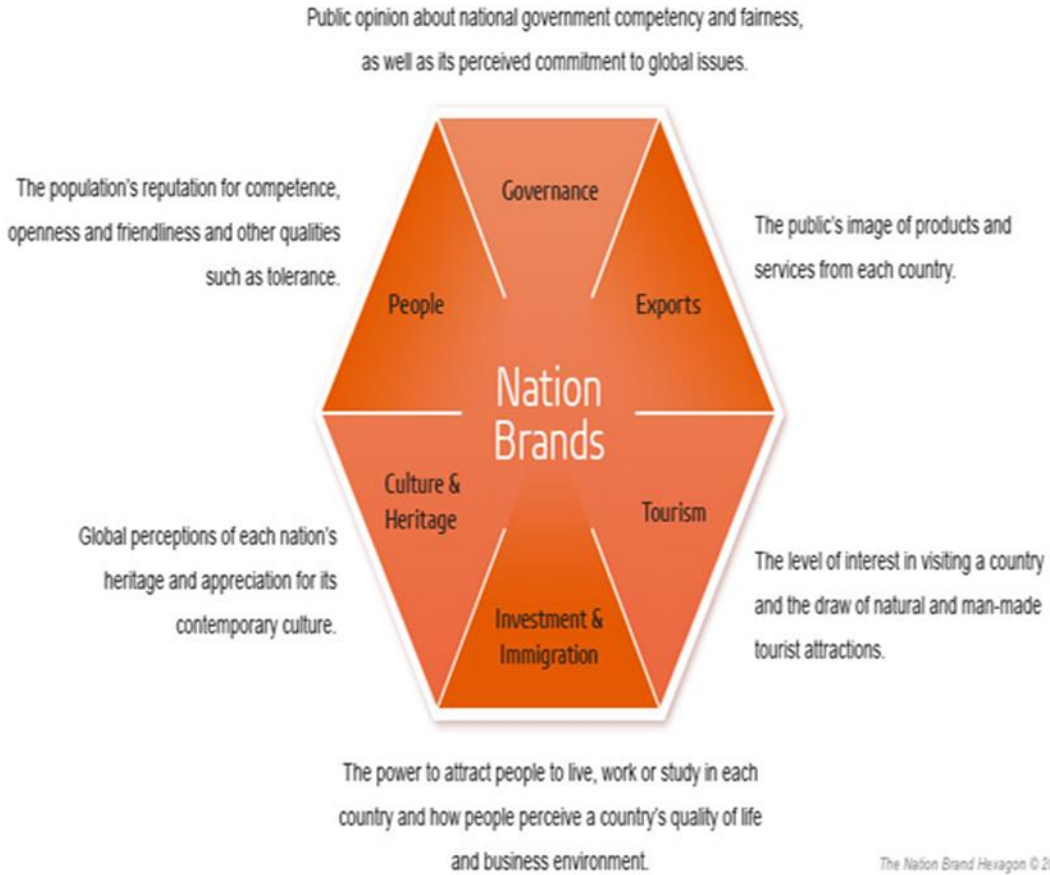 Public opinion about national government competency and fairness,
as well as its perceived commitment to global issues.
Governance
The population's reputation for competence,
openness and friendliness and other qualities
such as tolerance.
People
The public's image of products and
services from each country.
Exports
Nation
Brands
Culture &
Heritage
Global perceptions of each nation's
heritage and appreciation for its
contemporary culture.
Tourism
The level of interest in visiting a country
and the draw of natural and man-made
tourist attractions.
Investment &
Immigration
The power to attract people to live, work or study in each
country and how people perceive a country's quality of life
and business environment.
The Nation Brand Hexagon ©